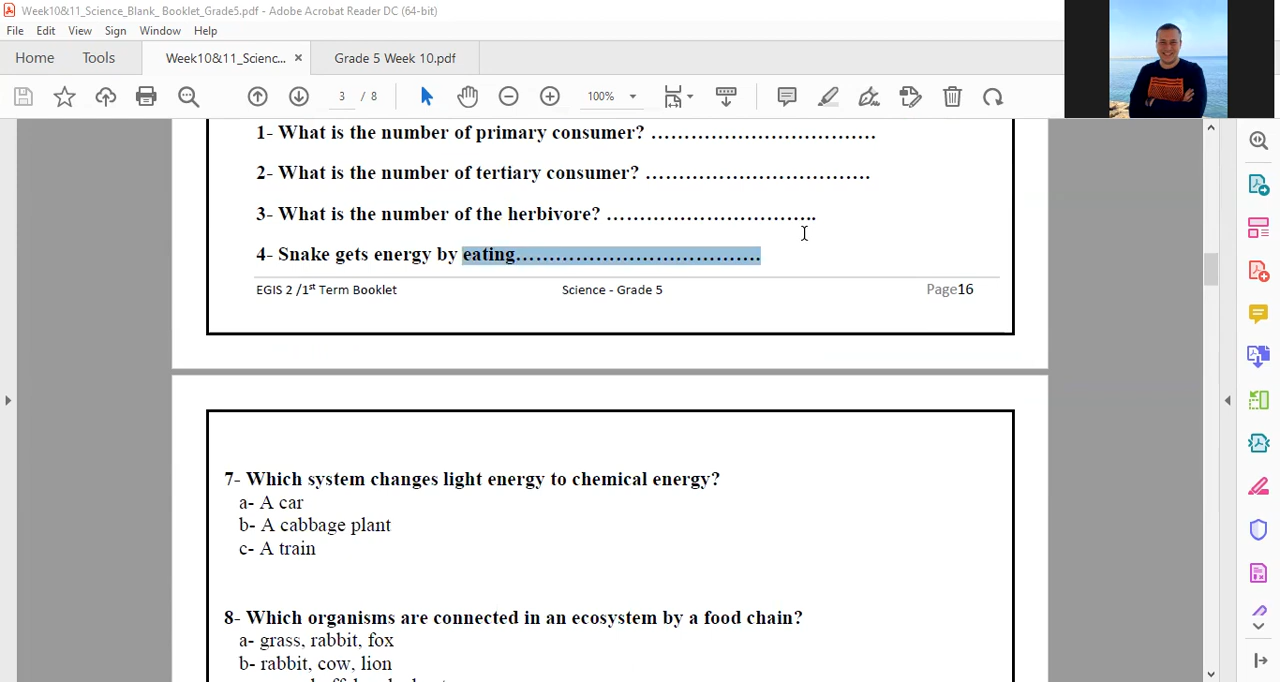 Week10&11_Science_Blank_ Booklet_Grade5.pdf - Adobe Acrobat Reader DC (64-bit)
File Edit View Sign Window Help
Home Tools Week10&11_Scienc... × Grade 5 Week 10.pdf
3 / 8 100%
1- What is the number of primary consumer? …………………………….
2- What is the number of tertiary consumer? …………………………….
3- What is the number of the herbivore? …………………………..
4- Snake gets energy by eating……………………………….
EGIS 2 /1st Term Booklet Science - Grade 5 Page16
7- Which system changes light energy to chemical energy?
a- A car
b- A cabbage plant
c- A train
8- Which organisms are connected in an ecosystem by a food chain?
a- grass, rabbit, fox
b- rabbit, cow, lion